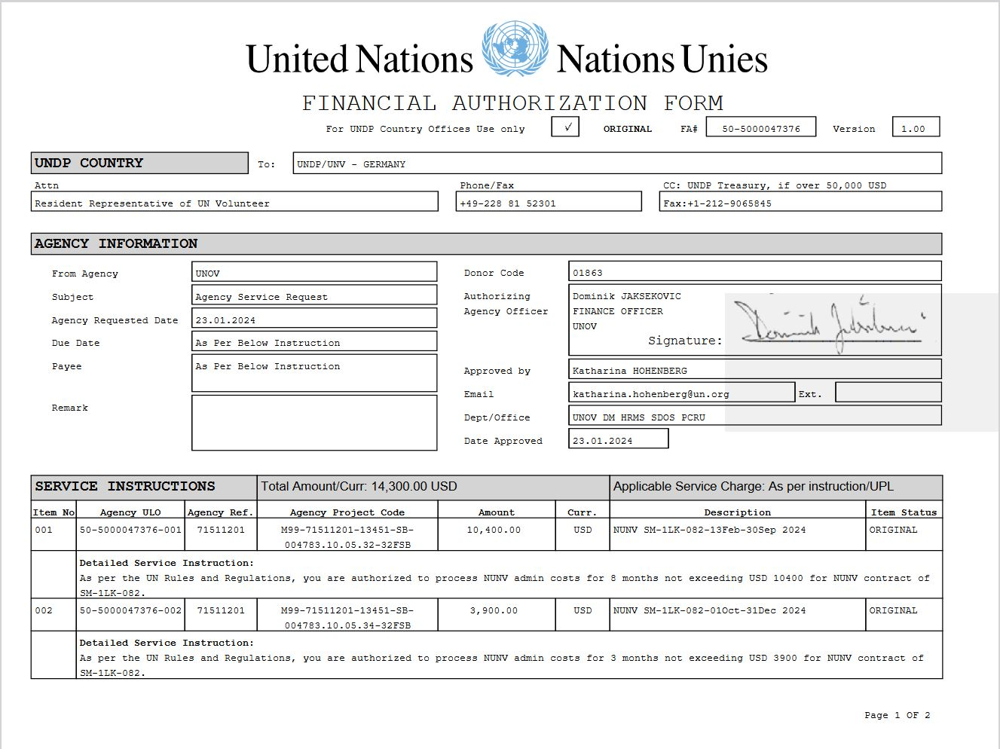 United Nations Nations Unies
FINANCIAL AUTHORIZATION FORM
For UNDP Country Offices Use only ✓ ORIGINAL FA# 50-5000047376 Version 1.00
UNDP COUNTRY To: UNDP/UNV - GERMANY
Attn Phone/Fax CC: UNDP Treasury, if over 50,000 USD
Resident Representative of UN Volunteer +49-228 81 52301 Fax:+1-212-9065845
AGENCY INFORMATION
From Agency UNOV
Subject Agency Service Request
Agency Requested Date 23.01.2024
Due Date As Per Below Instruction
Payee As Per Below Instruction
Remark
Donor Code 01863
Authorizing Dominik JAKSEKOVIC
Agency Officer FINANCE OFFICER
UNOV
Signature:
Approved by Katharina HOHENBERG
Email katharina.hohenberg@un.org Ext.
Dept/Office UNOV DM HRMS SDOS PCRU
Date Approved 23.01.2024
SERVICE INSTRUCTIONS Total Amount/Curr: 14,300.00 USD Applicable Service Charge: As per instruction/UPL
Item No Agency ULO Agency Ref. Agency Project Code Amount Curr. Description Item Status
001 50-5000047376-001 71511201 M99-71511201-13451-SB- 10,400.00 USD NUNV SM-1LK-082-13Feb-30Sep 2024 ORIGINAL
004783.10.05.32-32FSB
Detailed Service Instruction:
As per the UN Rules and Regulations, you are authorized to process NUNV admin costs for 8 months not exceeding USD 10400 for NUNV contract of
SM-1LK-082.
002 50-5000047376-002 71511201 M99-71511201-13451-SB- 3,900.00 USD NUNV SM-1LK-082-01Oct-31Dec 2024 ORIGINAL
004783.10.05.34-32FSB
Detailed Service Instruction:
As per the UN Rules and Regulations, you are authorized to process NUNV admin costs for 3 months not exceeding USD 3900 for NUNV contract of
SM-1LK-082.
Page 1 OF 2